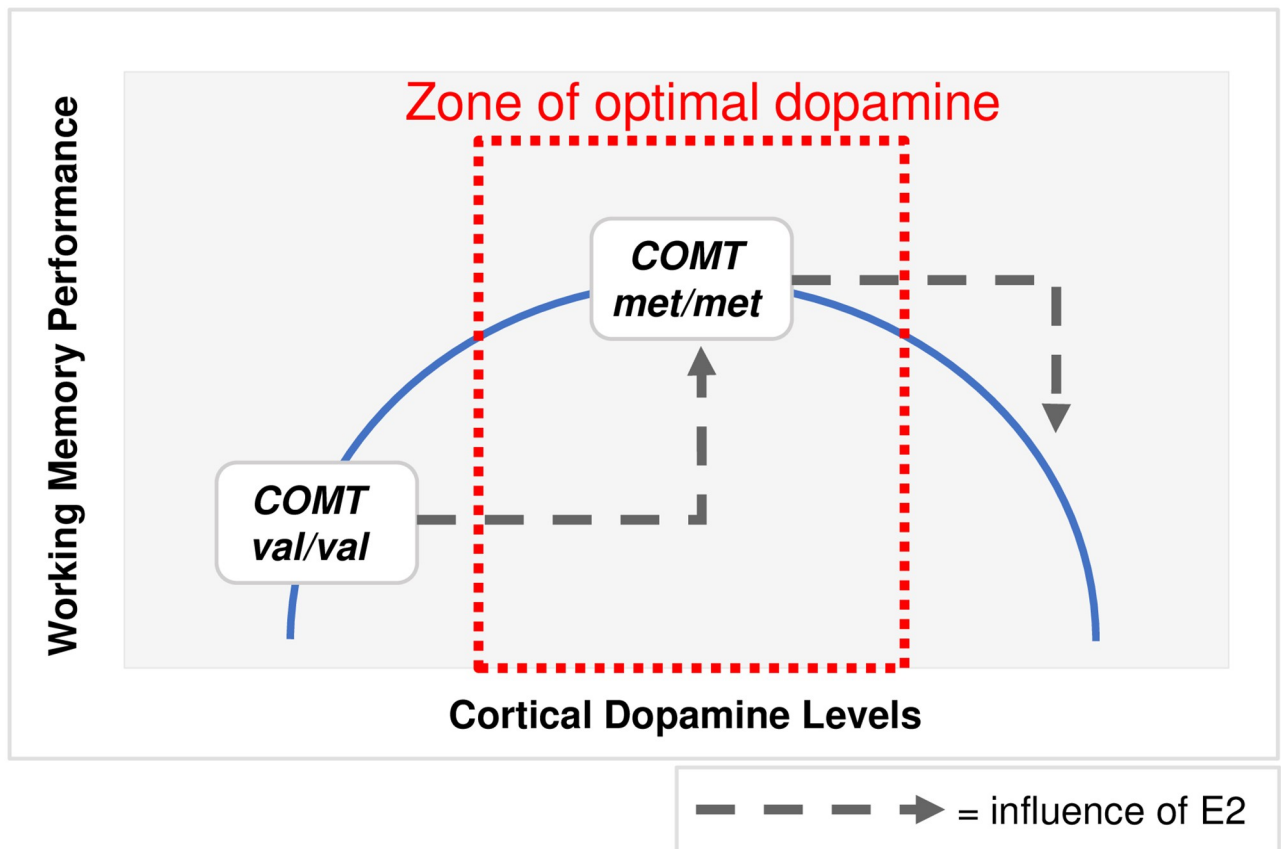 Working Memory Performance
Zone of optimal dopamine
COMT
met/met
COMT
val/val
Cortical Dopamine Levels
= influence of E2